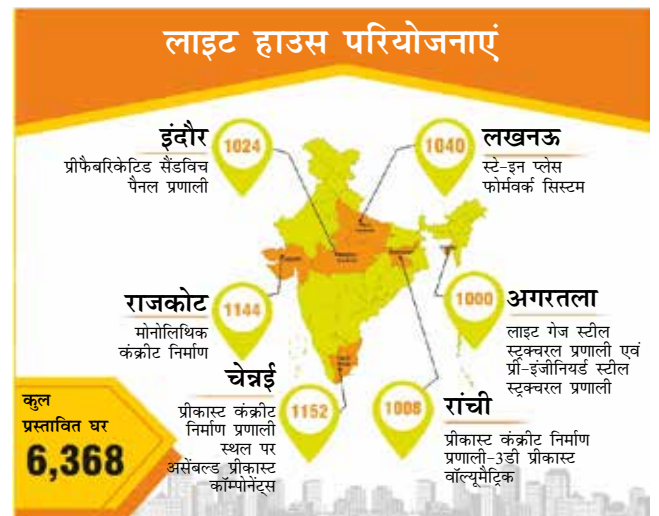 लाइट हाउस परियोजनाएं
इंदौर
1024
प्रीफैबरिकेटिड सैंडविच
पैनल प्रणाली
1040
लखनऊ
स्टे-इन प्लेस
फोर्मवर्क सिस्टम
राजकोट
1144
मोनोलिथिक
कंक्रीट निर्माण
1000
अगरतला
लाइट गेज स्टील
स्ट्रक्चरल प्रणाली एवं
प्री-इंजीनियर्ड स्टील
स्ट्रक्चरल प्रणाली
चेन्नई
1152
प्रीकास्ट कंक्रीट
निर्माण प्रणाली
स्थल पर
असेंबल्ड प्रीकास्ट
कॉम्पोनेंट्स
1008
रांची
प्रीकास्ट कंक्रीट निर्माण
प्रणाली-3डी प्रीकास्ट
वॉल्यूमैट्रिक
कुल
प्रस्तावित घर
6,368